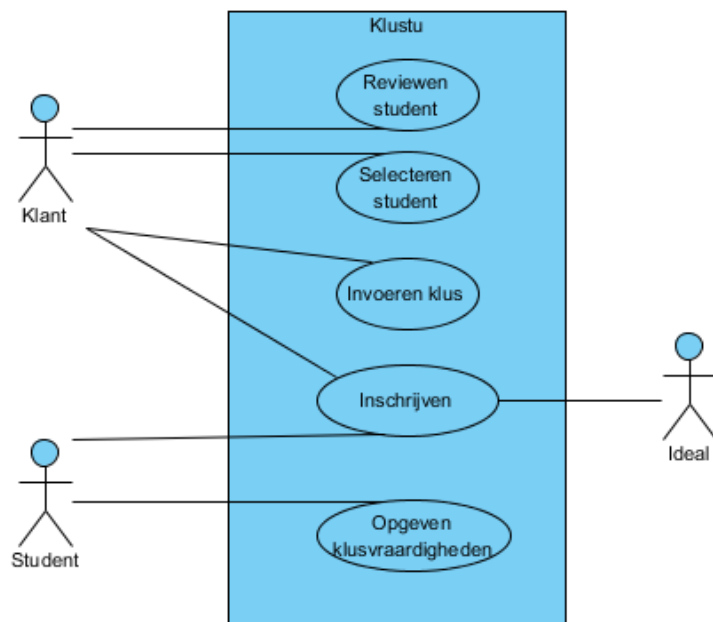 Klustu
Reviewen
student
Selecteren
student
Klant
Invoeren klus
Inschrijven
Ideal
Opgeven
klusvraardigheden
Student